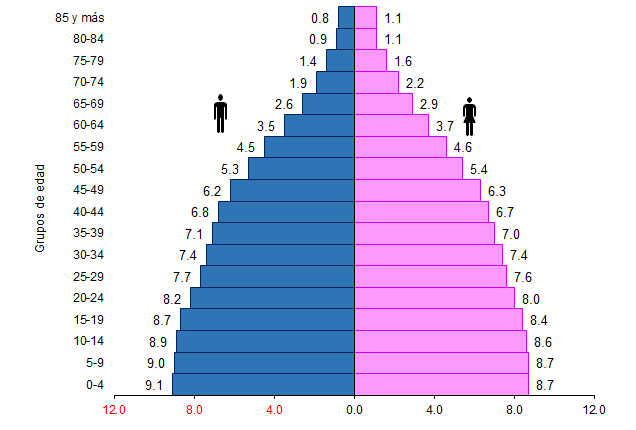 85 y más 0.8 1.1
80-84 0.9 1.1
75-79 1.4 1.6
70-74 1.9 2.2
65-69 2.6 2.9
60-64 3.5 3.7
55-59 4.5 4.6
50-54 5.3 5.4
45-49 6.2 6.3
40-44 6.8 6.7
35-39 7.1 7.0
30-34 7.4 7.4
25-29 7.7 7.6
20-24 8.2 8.0
15-19 8.7 8.4
10-14 8.9 8.6
5-9 9.0 8.7
0-4 9.1 8.7
12.0 8.0 4.0 0.0 4.0 8.0 12.0
Grupos de edad